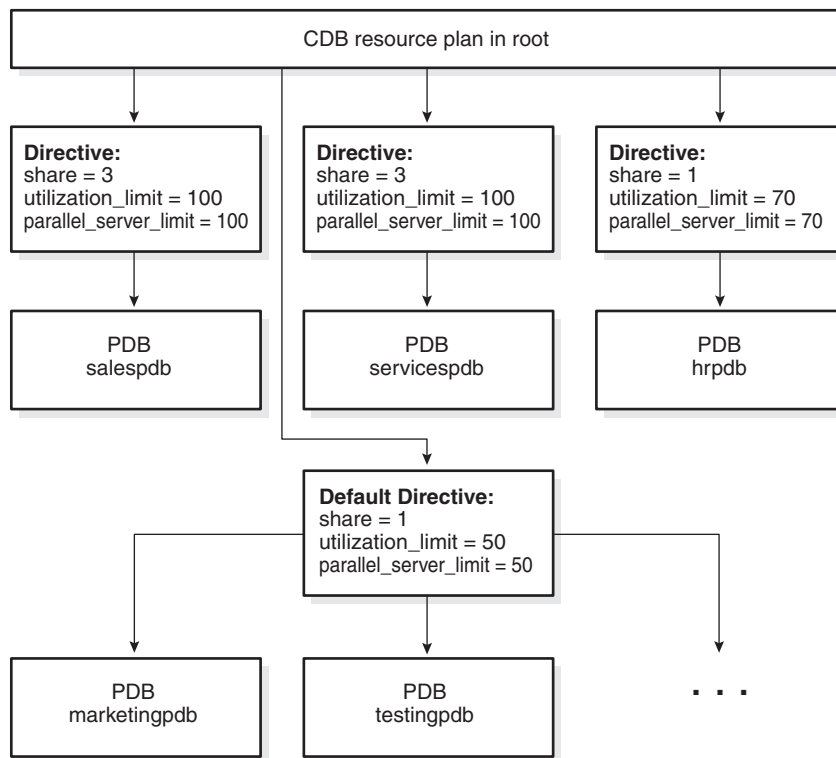 CDB resource plan in root
Directive:
share = 3
utilization_limit = 100
parallel_server_limit = 100
Directive:
share = 3
utilization_limit = 100
parallel_server_limit = 100
Directive:
share = 1
utilization_limit = 70
parallel_server_limit = 70
PDB
salespdb
PDB
servicespdb
PDB
hrpdb
Default Directive:
share = 1
utilization_limit = 50
parallel_server_limit = 50
PDB
marketingpdb
PDB
testingpdb
. . .